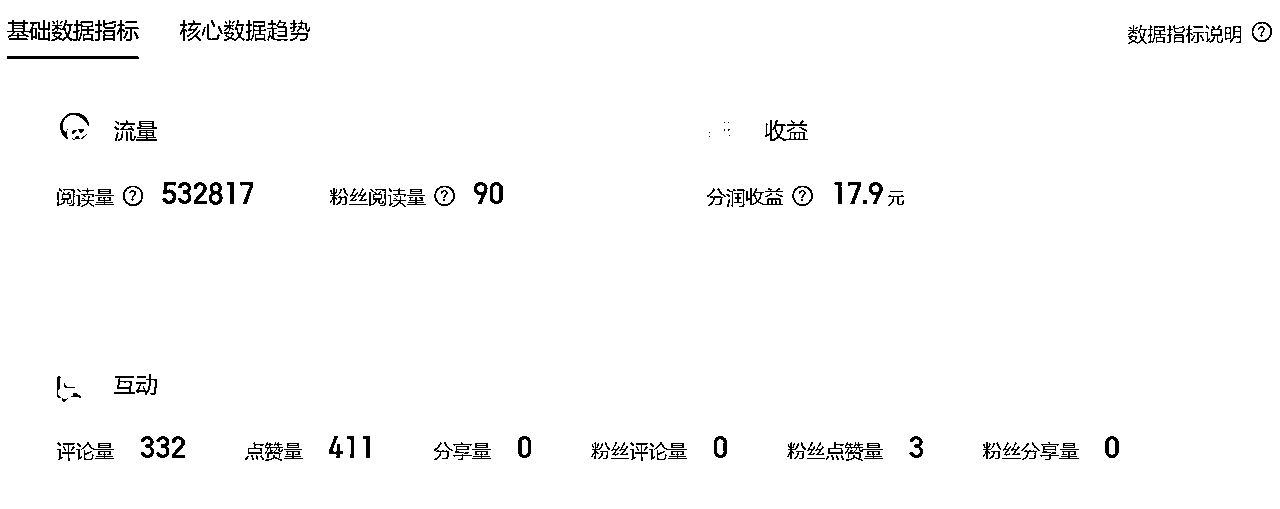 基础数据指标 核心数据趋势 数据指标说明 ?
流量 收益
阅读量 ? 532817 粉丝阅读量 ? 90 分润收益 ? 17.9 元
互动
评论量 332 点赞量 411 分享量 0 粉丝评论量 0 粉丝点赞量 3 粉丝分享量 0